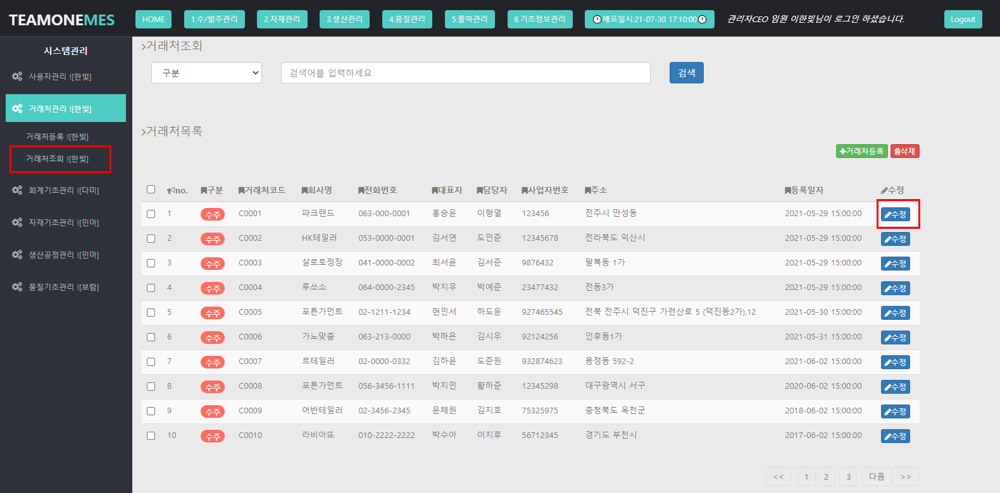 TEAMONEMES HOME 1.수/발주관리 2.자재관리 3.생산관리 4.품질관리 5.출하관리 6.기초정보관리 배포일시:21-07-30 17:10:00 관리자CEO 임원 이한빛님이 로그인 하셨습니다. Logout
시스템관리
사용자관리 ![한빛]
거래처관리 ![한빛]
거래처등록 ![한빛]
거래처조회 ![한빛]
회계기초관리 ![다미]
자재기초관리 ![민아]
생산공정관리 ![민아]
품질기초관리 ![보람]
>거래처조회
구분 검색어를 입력하세요 검색
>거래처목록
거래처등록 삭제
no. 구분 거래처코드 회사명 전화번호 대표자 담당자 사업자번호 주소 등록일자 수정
1 수주 C0001 파크랜드 063-000-0001 홍승윤 이형열 123456 전주시 만성동 2021-05-29 15:00:00 수정
2 수주 C0002 HK테일러 053-0000-0001 김서연 도민준 12345678 전라북도 익산시 2021-05-29 15:00:00 수정
3 수주 C0003 살로토정장 041-0000-0002 최서윤 김서준 9876432 팔복동 1가 2021-05-29 15:00:00 수정
4 수주 C0004 루쏘소 064-0000-2345 박지우 박예준 23477432 전동3가 2021-05-29 15:00:00 수정
5 수주 C0005 포튼가먼트 02-1211-1234 현민서 하도윤 927465545 전북 전주시 덕진구 가련산로 5 (덕진동2가),12 2021-05-30 15:00:00 수정
6 수주 C0006 가노맞춤 063-213-0000 박하은 김시우 92124256 인후동1가 2021-05-31 15:00:00 수정
7 수주 C0007 르테일러 02-0000-0332 김하윤 도준원 932874623 용정동 592-2 2021-06-02 15:00:00 수정
8 수주 C0008 포튼가먼트 056-3456-1111 박지민 황하준 12345298 대구광역시 서구 2020-06-02 15:00:00 수정
9 수주 C0009 어반테일러 02-3456-2345 윤채원 김지호 75325975 충청북도 옥천군 2018-06-02 15:00:00 수정
10 수주 C0010 라비아또 010-2222-2222 박수아 이지후 56712345 경기도 부천시 2017-06-02 15:00:00 수정
<< 1 2 3 다음 >>